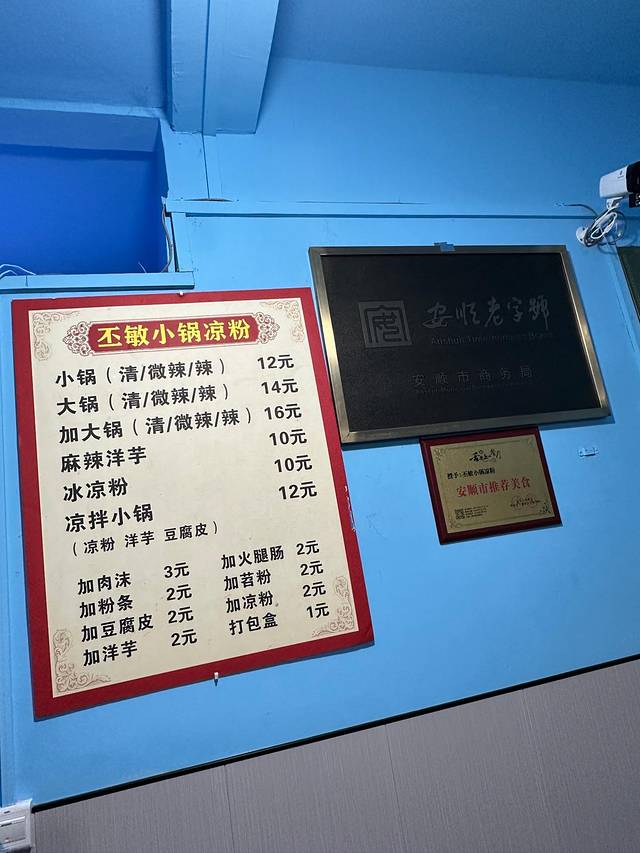 丕敏小锅凉粉
小锅（清/微辣/辣） 12元
大锅（清/微辣/辣） 14元
加大锅（清/微辣/辣） 16元
麻辣洋芋 10元
冰凉粉 10元
凉拌小锅 12元
（凉粉 洋芋 豆腐皮）
加肉沫 3元 加火腿肠 2元
加粉条 2元 加苕粉 2元
加豆腐皮 2元 加凉粉 2元
加洋芋 2元 打包盒 1元
安顺老字號
安顺市商务局
授予:丕敏小锅凉粉
安顺市推荐美食